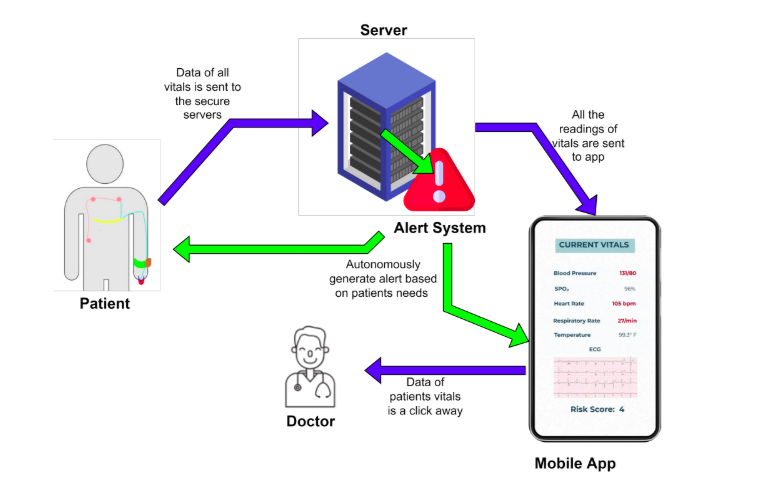 Server
Data of all
vitals is sent to
the secure
servers
All the
readings of
vitals are sent
to app
Alert System
Autonomously
generate alert based
on patients needs
Patient
CURRENT VITALS
Blood Pressure 131/80
SPO₂ 96%
Heart Rate 105 bpm
Respiratory Rate 27/min
Temperature 99.3° F
ECG
Risk Score: 4
Data of
patients vitals
is a click away
Doctor
Mobile App